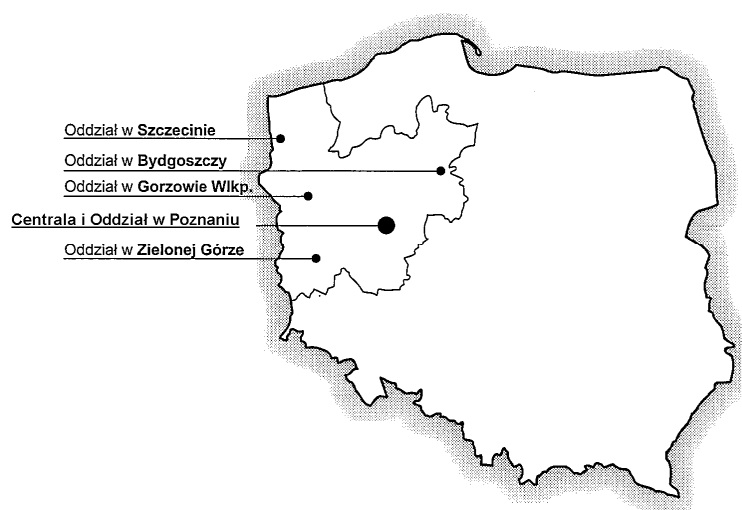 Oddział w Szczecinie
Oddział w Bydgoszczy
Oddział w Gorzowie Wlkp.
Centrala i Oddział w Poznaniu
Oddział w Zielonej Górze